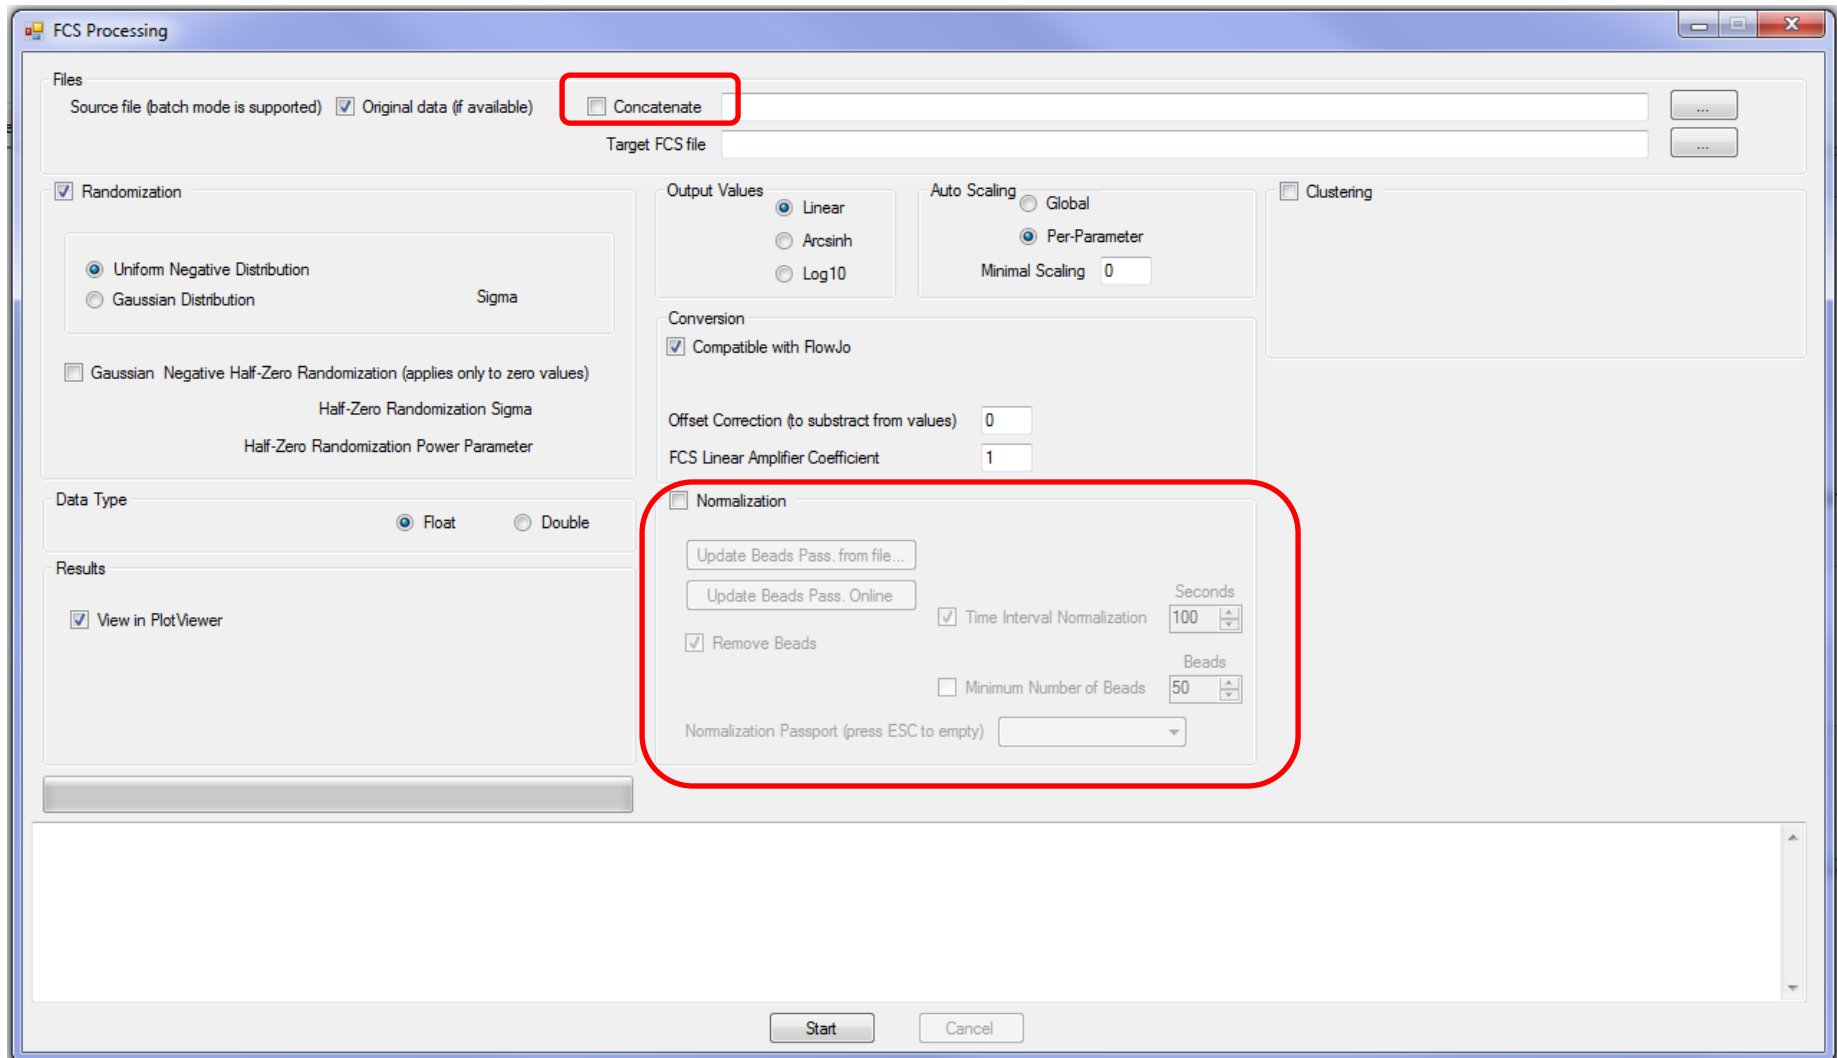 FCS Processing
Files
Source file (batch mode is supported) Original data (if available) Concatenate ...
Target FCS file ...
Randomization
Uniform Negative Distribution
Gaussian Distribution Sigma
Gaussian Negative Half-Zero Randomization (applies only to zero values)
Half-Zero Randomization Sigma
Half-Zero Randomization Power Parameter
Output Values
Linear
Arcsinh
Log10
Auto Scaling
Global
Per-Parameter
Minimal Scaling 0
Clustering
Conversion
Compatible with FlowJo
Offset Correction (to substract from values) 0
FCS Linear Amplifier Coefficient 1
Data Type
Float Double
Results
View in PlotViewer
Normalization
Update Beads Pass. from file...
Update Beads Pass. Online
Seconds
Time Interval Normalization 100
Remove Beads
Beads
Minimum Number of Beads 50
Normalization Passport (press ESC to empty)
Start Cancel